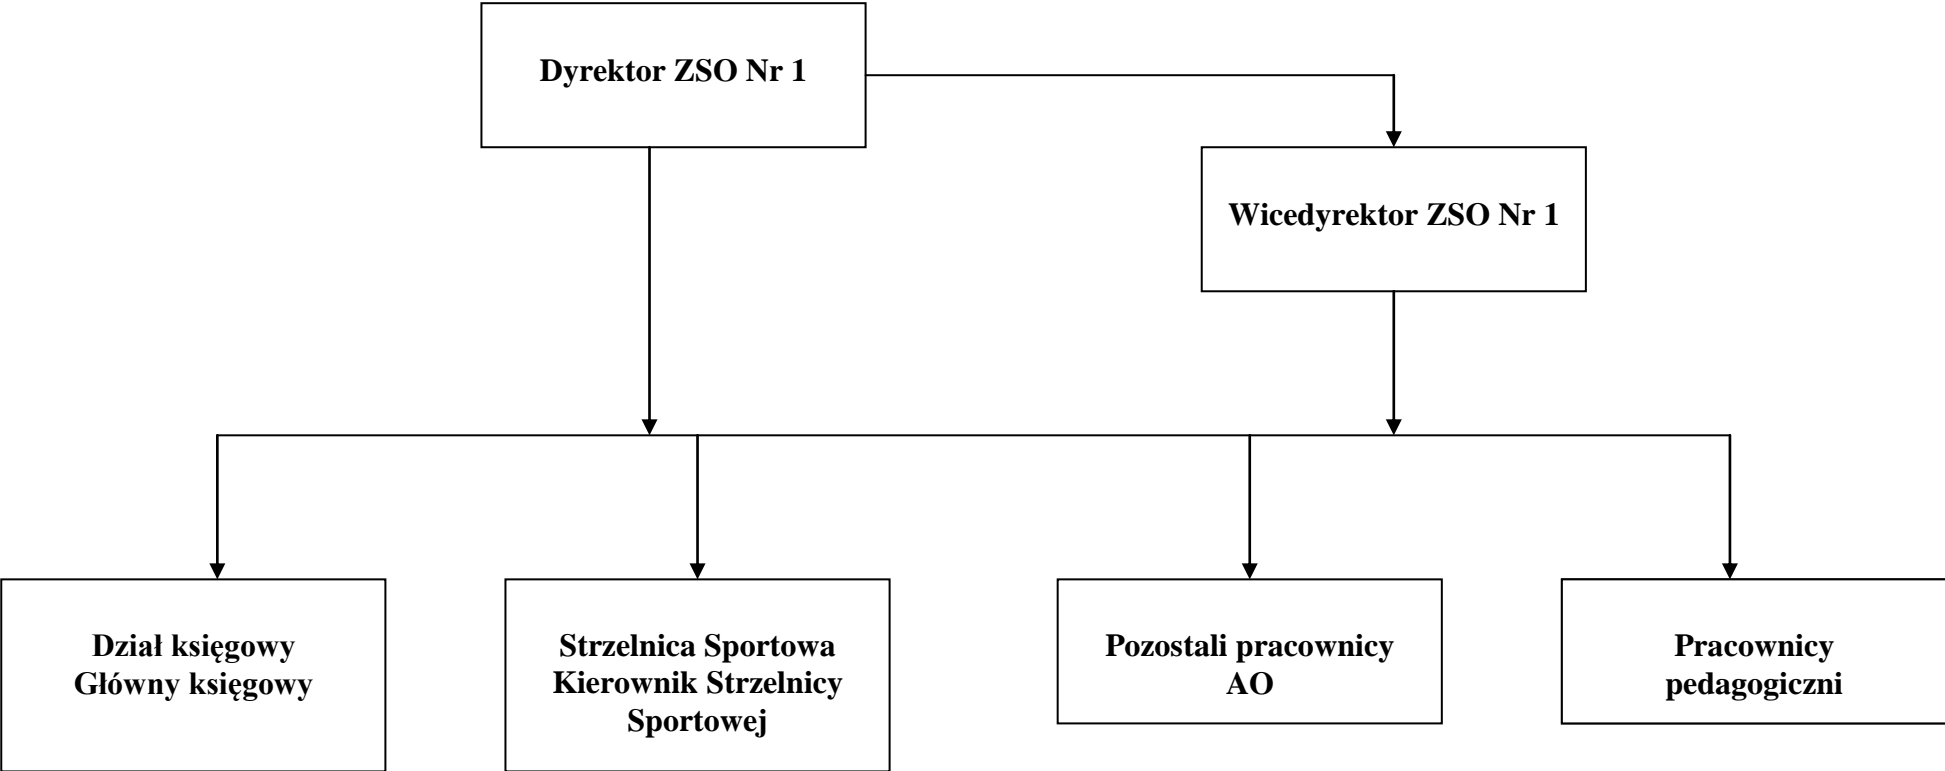 Dyrektor ZSO Nr 1
Wicedyrektor ZSO Nr 1
Dział księgowy
Główny księgowy
Strzelnica Sportowa
Kierownik Strzelnicy
Sportowej
Pozostali pracownicy
AO
Pracownicy
pedagogiczni